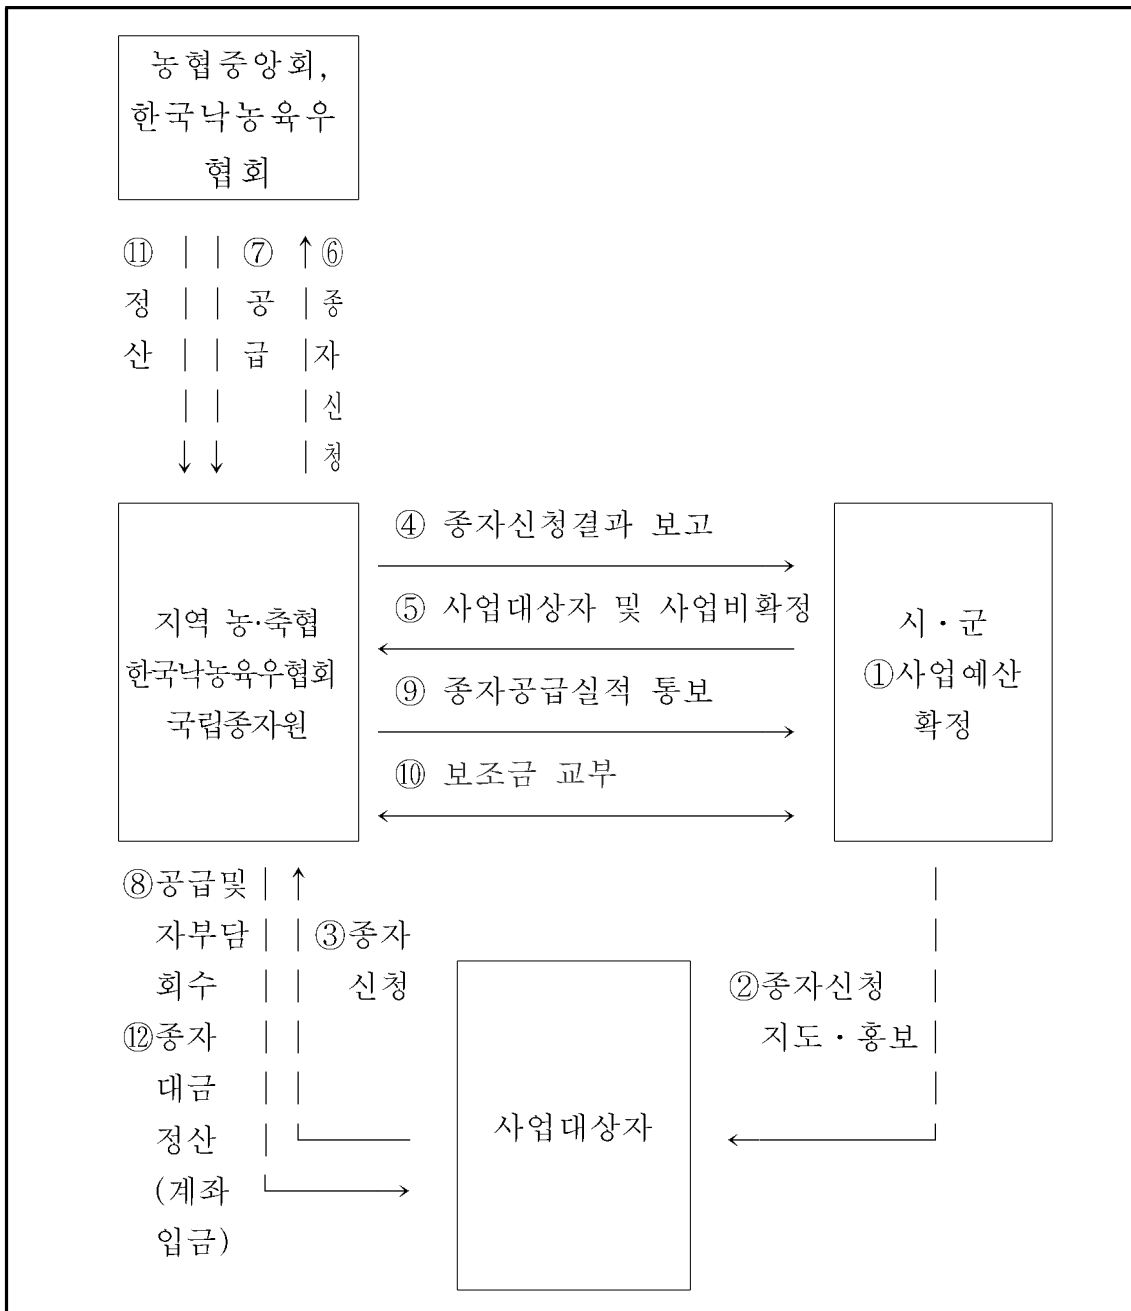 농협중앙회,
한국낙농육우
협회
⑪ 정산
⑦ 공급
⑥ 종자신청
④ 종자신청결과 보고
⑤ 사업대상자 및 사업비확정
⑨ 종자공급실적 통보
⑩ 보조금 교부
지역 농·축협
한국낙농육우협회
국립종자원
시·군
①사업예산
확정
⑧공급및
자부담
회수
⑫종자
대금
정산
(계좌
입금)
③종자
신청
사업대상자
②종자신청
지도·홍보